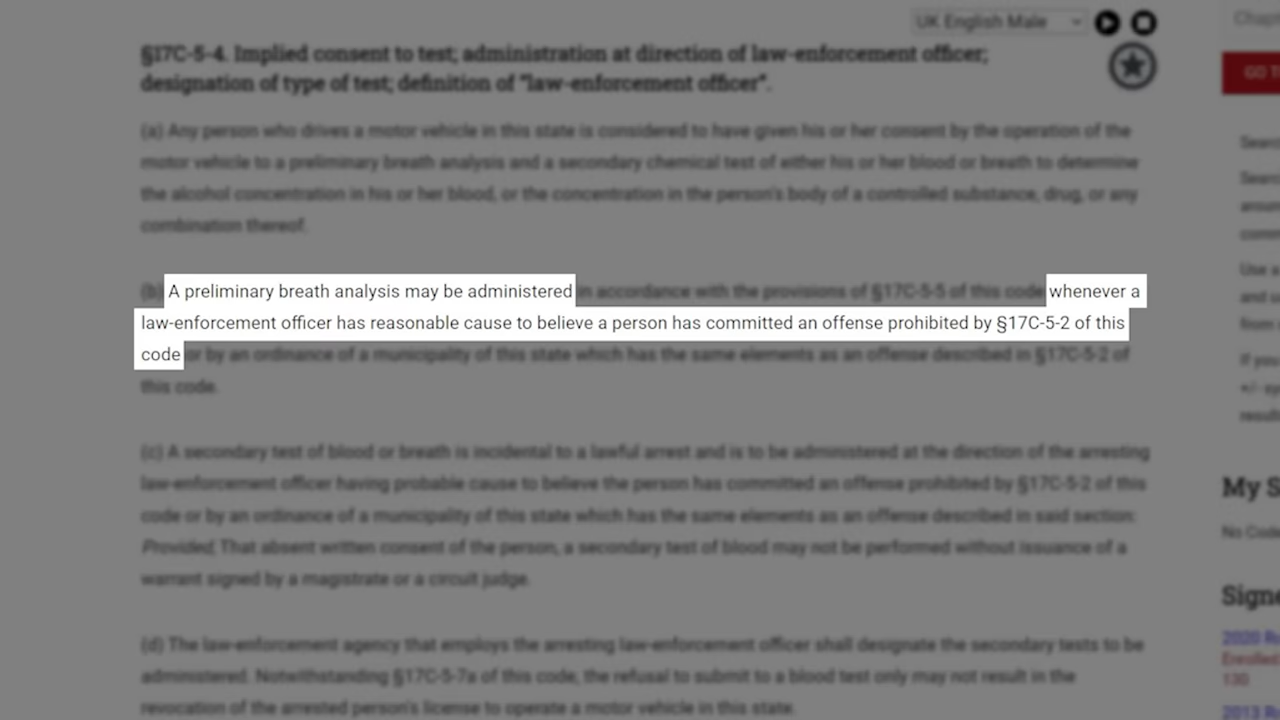 UK English Male
Chapt
§17C-5-4. Implied consent to test; administration at direction of law-enforcement officer;
GO T
designation of type of test; definition of "law-enforcement officer".
(a) Any person who drives a motor vehicle in this state is considered to have given his or her consent by the operation of the
Searc
motor vehicle to a preliminary breath analysis and a secondary chemical test of either his or her blood or breath to determine
Searc
the alcohol concentration in his or her blood, or the concentration in the person's body of a controlled substance, drug, or any
combination thereof.
Use a
(b) A preliminary breath analysis may be administered in accordance with the provisions of §17C-5-5 of this code whenever a
law-enforcement officer has reasonable cause to believe a person has committed an offense prohibited by §17C-5-2 of this
code or by an ordinance of a municipality of this state which has the same elements as an offense described in §17C-5-2 of
If you
this code.
(c) A secondary test of blood or breath is incidental to a lawful arrest and is to be administered at the direction of the arresting
law-enforcement officer having probable cause to believe the person has committed an offense prohibited by §17C-5-2 of this
My S
code or by an ordinance of a municipality of this state which has the same elements as an offense described in said section:
No Code
Provided, That absent written consent of the person, a secondary test of blood may not be performed without issuance of a
warrant signed by a magistrate or a circuit judge.
Signe
(d) The law-enforcement agency that employs the arresting law-enforcement officer shall designate the secondary tests to be
2020 R
administered. Notwithstanding §17C-5-7a of this code, the refusal to submit to a blood test only may not result in the
Enrolled
130
revocation of the arrested person's license to operate a motor vehicle in this state.
2013 R